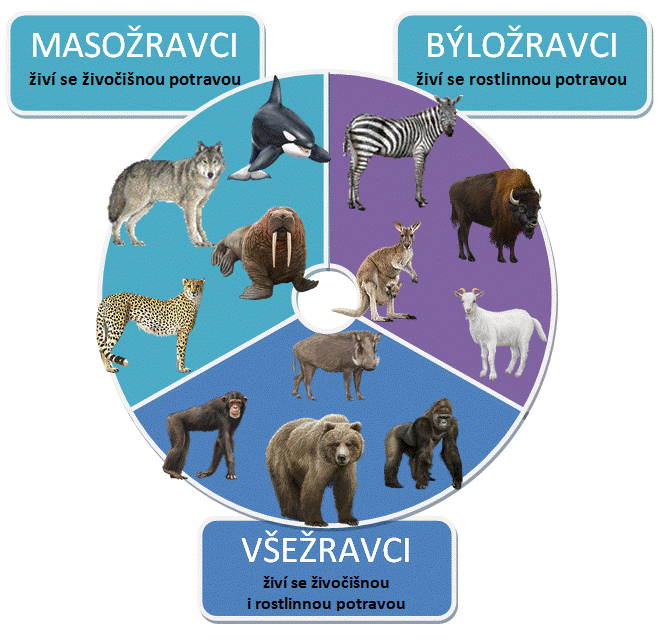 MASOŽRAVCI
živí se živočišnou potravou
BÝLOŽRAVCI
živí se rostlinnou potravou
VŠEŽRAVCI
živí se živočišnou
i rostlinnou potravou